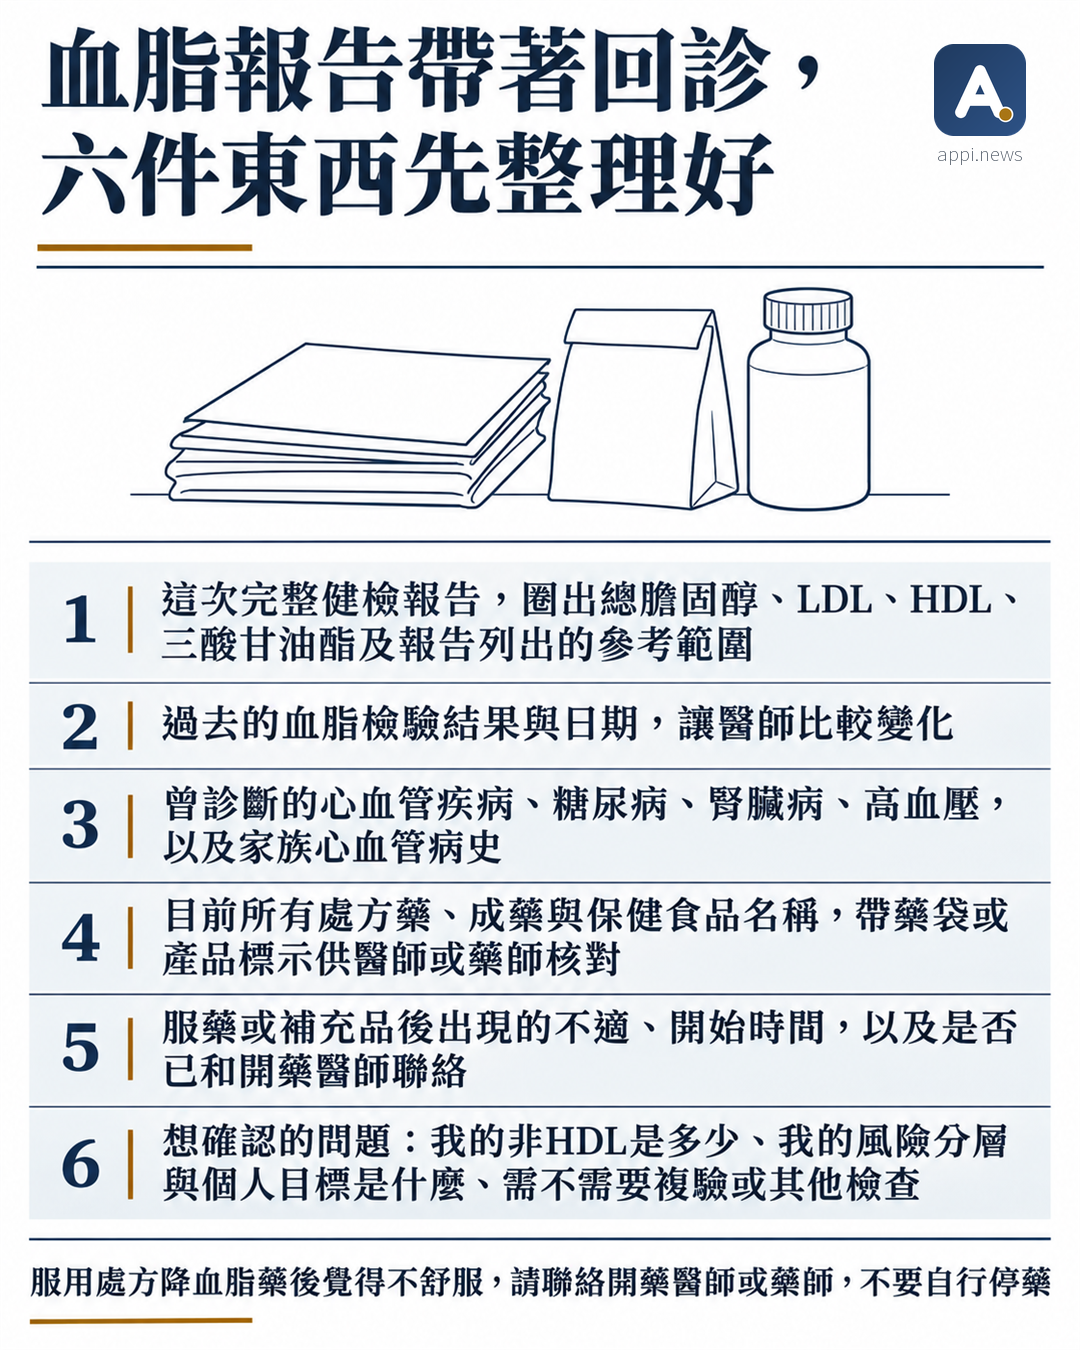 血脂報告帶著回診，
六件東西先整理好
A
appi.news
1
這次完整健檢報告，圈出總膽固醇、LDL、HDL、
三酸甘油酯及報告列出的參考範圍
2
過去的血脂檢驗結果與日期，讓醫師比較變化
3
曾診斷的心血管疾病、糖尿病、腎臟病、高血壓，
以及家族心血管病史
4
目前所有處方藥、成藥與保健食品名稱，帶藥袋或
產品標示供醫師或藥師核對
5
服藥或補充品後出現的不適、開始時間，以及是否
已和開藥醫師聯絡
6
想確認的問題：我的非HDL是多少、我的風險分層
與個人目標是什麼、需不需要複驗或其他檢查
服用處方降血脂藥後覺得不舒服，請聯絡開藥醫師或藥師，不要自行停藥